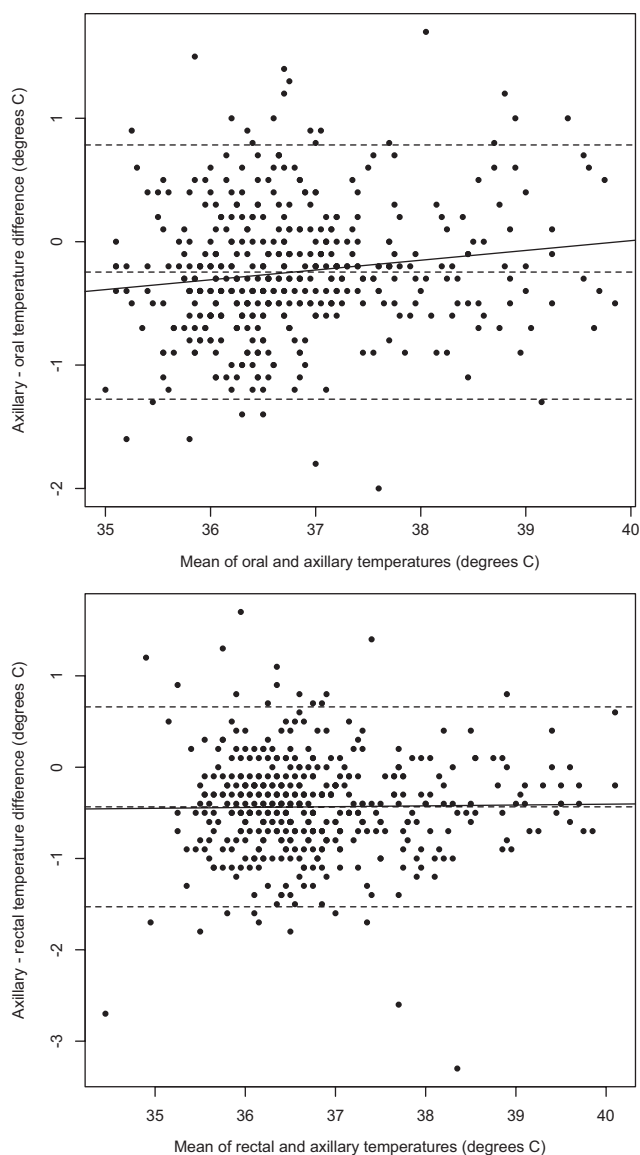 Axillary - oral temperature difference (degrees C)
1
0
-1
-2
35 36 37 38 39 40
Mean of oral and axillary temperatures (degrees C)
Axillary - rectal temperature difference (degrees C)
1
0
-1
-2
-3
35 36 37 38 39 40
Mean of rectal and axillary temperatures (degrees C)